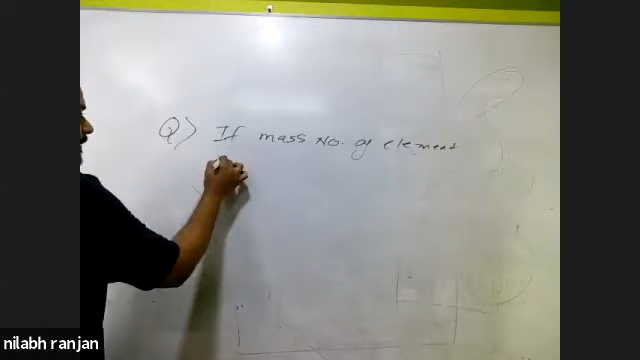 Q> If mass No. of element
nilabh ranjan